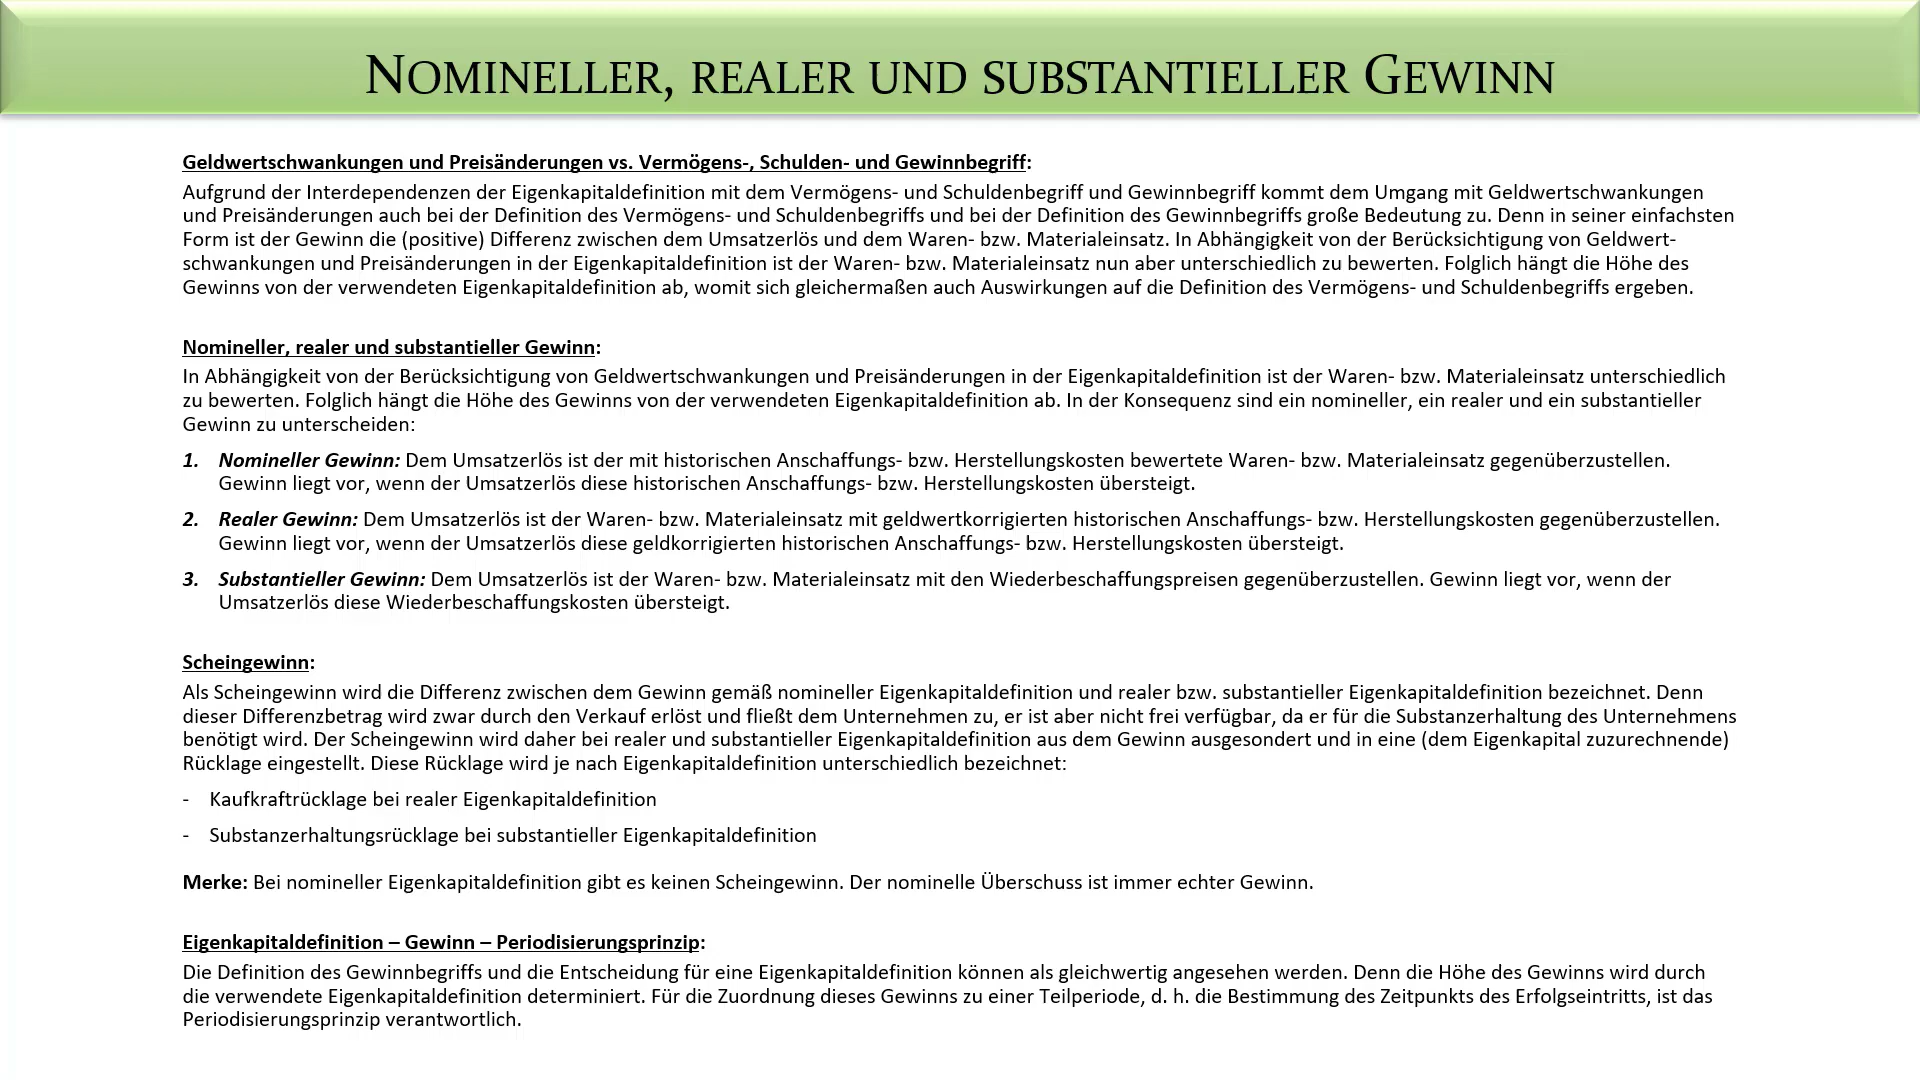 Nomineller, realer und substantieller Gewinn
Geldwertschwankungen und Preisänderungen vs. Vermögens-, Schulden- und Gewinnbegriff:
Aufgrund der Interdependenzen der Eigenkapitaldefinition mit dem Vermögens- und Schuldenbegriff und Gewinnbegriff kommt dem Umgang mit Geldwertschwankungen
und Preisänderungen auch bei der Definition des Vermögens- und Schuldenbegriffs und bei der Definition des Gewinnbegriffs große Bedeutung zu. Denn in seiner einfachsten
Form ist der Gewinn die (positive) Differenz zwischen dem Umsatzerlös und dem Waren- bzw. Materialeinsatz. In Abhängigkeit von der Berücksichtigung von Geldwert-
schwankungen und Preisänderungen in der Eigenkapitaldefinition ist der Waren- bzw. Materialeinsatz nun aber unterschiedlich zu bewerten. Folglich hängt die Höhe des
Gewinns von der verwendeten Eigenkapitaldefinition ab, womit sich gleichermaßen auch Auswirkungen auf die Definition des Vermögens- und Schuldenbegriffs ergeben.
Nomineller, realer und substantieller Gewinn:
In Abhängigkeit von der Berücksichtigung von Geldwertschwankungen und Preisänderungen in der Eigenkapitaldefinition ist der Waren- bzw. Materialeinsatz unterschiedlich
zu bewerten. Folglich hängt die Höhe des Gewinns von der verwendeten Eigenkapitaldefinition ab. In der Konsequenz sind ein nomineller, ein realer und ein substantieller
Gewinn zu unterscheiden:
1. Nomineller Gewinn: Dem Umsatzerlös ist der mit historischen Anschaffungs- bzw. Herstellungskosten bewertete Waren- bzw. Materialeinsatz gegenüberzustellen.
Gewinn liegt vor, wenn der Umsatzerlös diese historischen Anschaffungs- bzw. Herstellungskosten übersteigt.
2. Realer Gewinn: Dem Umsatzerlös ist der Waren- bzw. Materialeinsatz mit geldwertkorrigierten historischen Anschaffungs- bzw. Herstellungskosten gegenüberzustellen.
Gewinn liegt vor, wenn der Umsatzerlös diese geldkorrigierten historischen Anschaffungs- bzw. Herstellungskosten übersteigt.
3. Substantieller Gewinn: Dem Umsatzerlös ist der Waren- bzw. Materialeinsatz mit den Wiederbeschaffungspreisen gegenüberzustellen. Gewinn liegt vor, wenn der
Umsatzerlös diese Wiederbeschaffungskosten übersteigt.
Scheingewinn:
Als Scheingewinn wird die Differenz zwischen dem Gewinn gemäß nomineller Eigenkapitaldefinition und realer bzw. substantieller Eigenkapitaldefinition bezeichnet. Denn
dieser Differenzbetrag wird zwar durch den Verkauf erlöst und fließt dem Unternehmen zu, er ist aber nicht frei verfügbar, da er für die Substanzerhaltung des Unternehmens
benötigt wird. Der Scheingewinn wird daher bei realer und substantieller Eigenkapitaldefinition aus dem Gewinn ausgesondert und in eine (dem Eigenkapital zuzurechnende)
Rücklage eingestellt. Diese Rücklage wird je nach Eigenkapitaldefinition unterschiedlich bezeichnet:
- Kaufkraftrücklage bei realer Eigenkapitaldefinition
- Substanzerhaltungsrücklage bei substantieller Eigenkapitaldefinition
Merke: Bei nomineller Eigenkapitaldefinition gibt es keinen Scheingewinn. Der nominelle Überschuss ist immer echter Gewinn.
Eigenkapitaldefinition – Gewinn – Periodisierungsprinzip:
Die Definition des Gewinnbegriffs und die Entscheidung für eine Eigenkapitaldefinition können als gleichwertig angesehen werden. Denn die Höhe des Gewinns wird durch
die verwendete Eigenkapitaldefinition determiniert. Für die Zuordnung dieses Gewinns zu einer Teilperiode, d. h. die Bestimmung des Zeitpunkts des Erfolgseintritts, ist das
Periodisierungsprinzip verantwortlich.